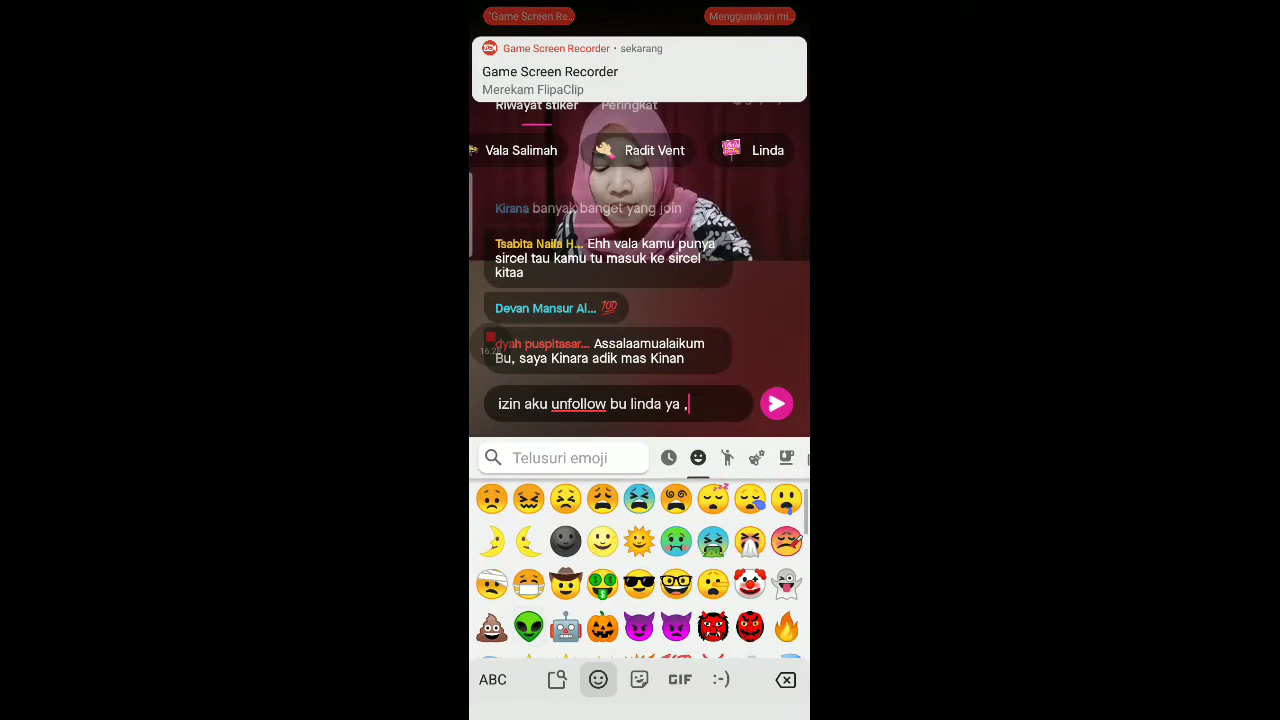 "Game Screen Re...
Menggunakan mi...
Game Screen Recorder • sekarang
Game Screen Recorder
Merekam FlipaClip
Riwayat stiker
Peringkat
Vala Salimah
Radit Vent
Linda
Kirana banyak banget yang join
Tsabita Naila H... Ehh vala kamu punya
sircel tau kamu tu masuk ke sircel
kitaa
Devan Mansur Al... 💯
dyah puspitasar... Assalaamualaikum
Bu, saya Kinara adik mas Kinan
izin aku unfollow bu linda ya ,
Telusuri emoji
ABC
GIF
:-)